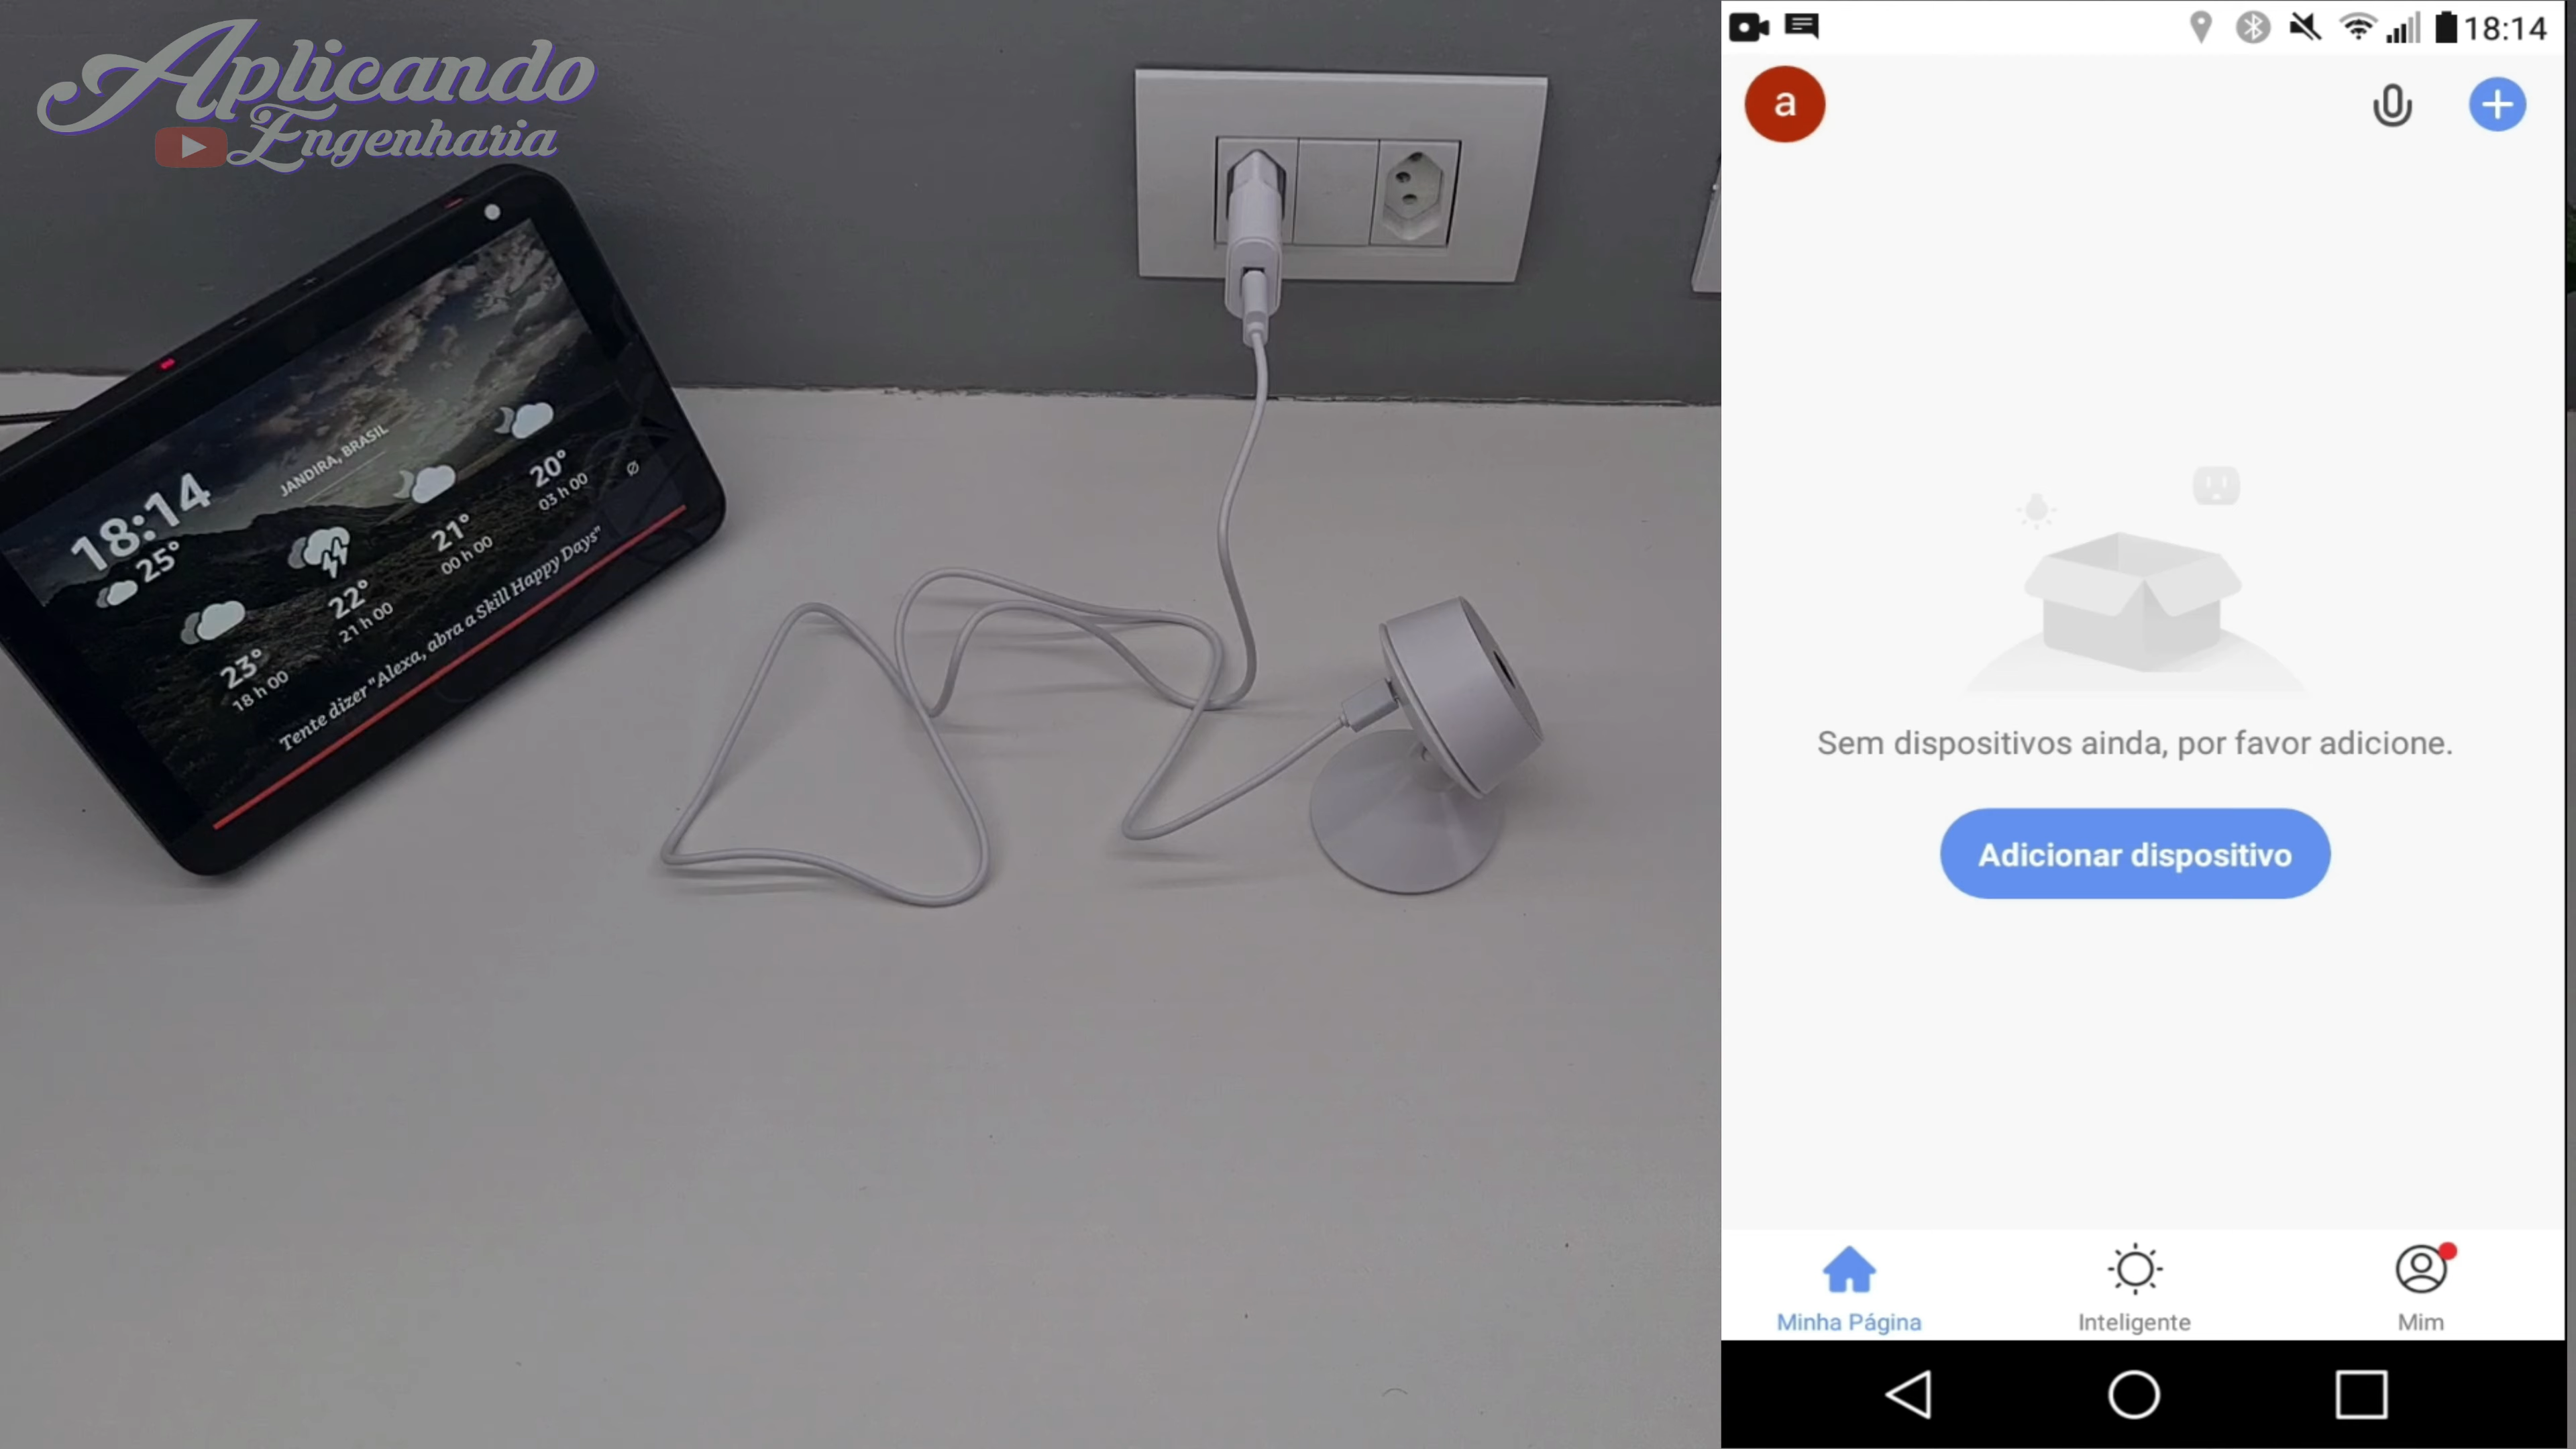 Aplicando
Engenharia
JANDIRA, BRASIL
18:14
25°
23°
18 h 00
22°
21 h 00
21°
00 h 00
20°
03 h 00
Tente dizer "Alexa, abra a Skill Happy Days"
18:14
a
Sem dispositivos ainda, por favor adicione.
Adicionar dispositivo
Minha Página
Inteligente
Mim